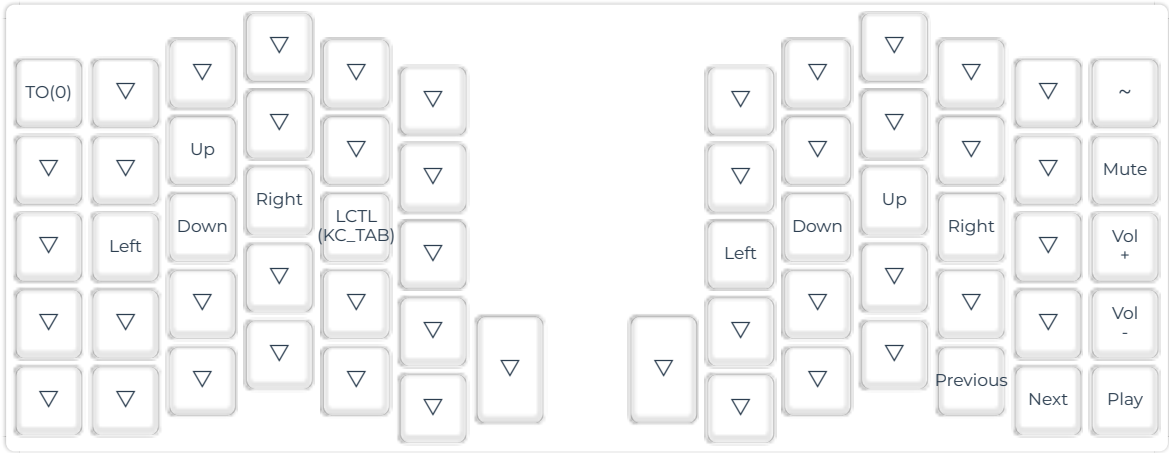 TO(0)
~
Up
Mute
Right
Up
Down
LCTL
(KC_TAB)
Down
Right
Left
Left
Vol
+
Vol
-
Previous
Next
Play